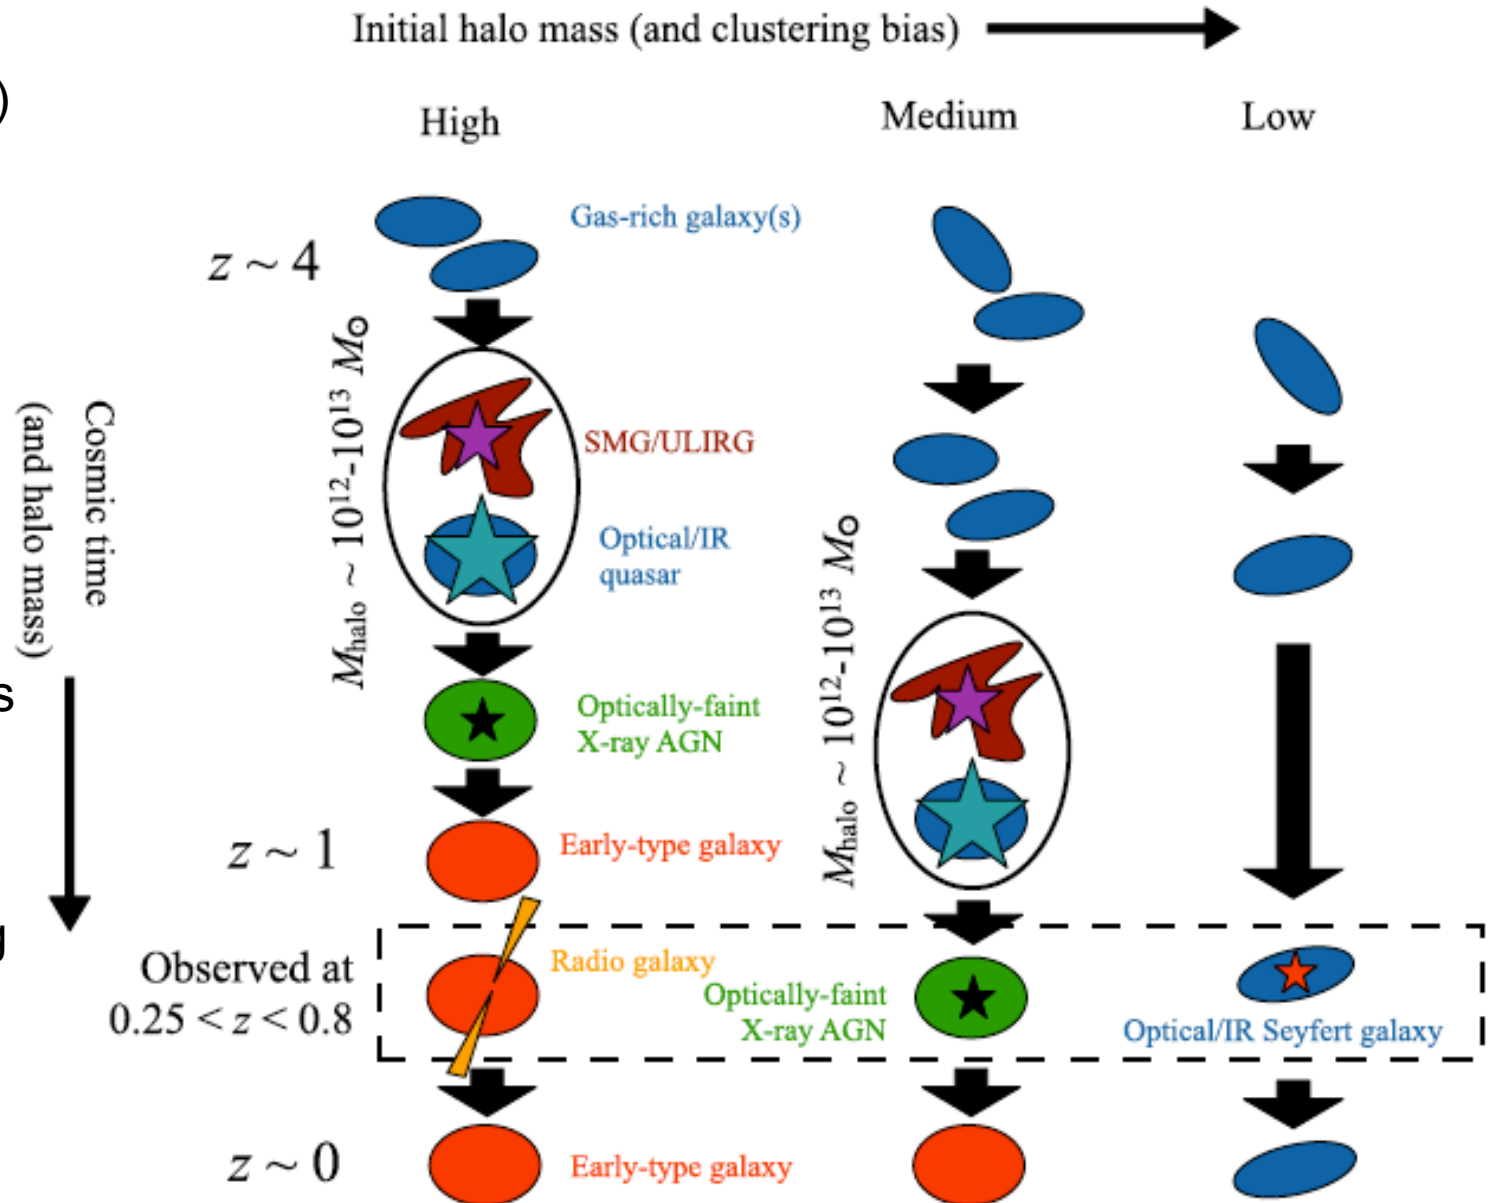 Initial halo mass (and clustering bias)
)
High
Medium
Low
Gas-rich galaxy(s)
z ~ 4
M_halo ~ 10^12-10^13 M⊙
SMG/ULIRG
Cosmic time
(and halo mass)
Optical/IR
quasar
M_halo ~ 10^12-10^13 M⊙
s
Optically-faint
X-ray AGN
z ~ 1
Early-type galaxy
g
Observed at
0.25 < z < 0.8
Radio galaxy
Optically-faint
X-ray AGN
Optical/IR Seyfert galaxy
z ~ 0
Early-type galaxy